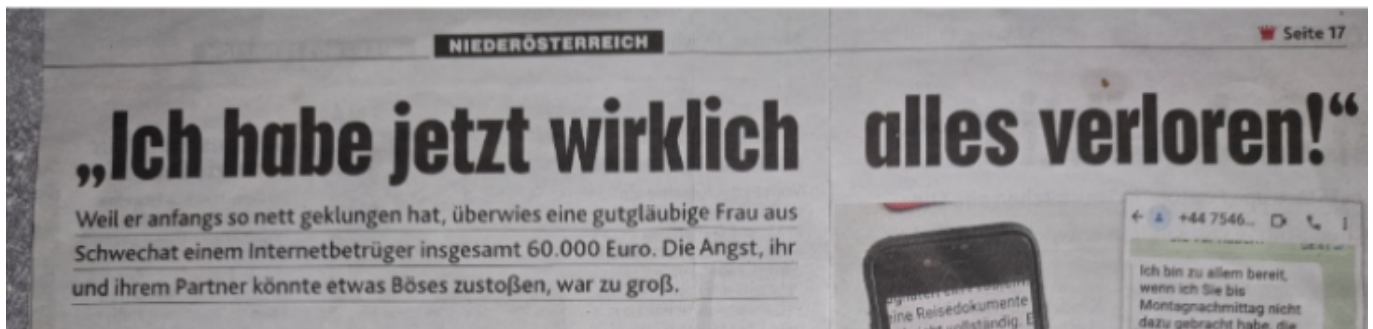 NIEDERÖSTERREICH
Seite 17
„Ich habe jetzt wirklich alles verloren!“
Weil er anfangs so nett geklungen hat, überwies eine gutgläubige Frau aus
Schwechat einem Internetbetrüger insgesamt 60.000 Euro. Die Angst, ihr
und ihrem Partner könnte etwas Böses zustoßen, war zu groß.
ine Reisedokumente
vollständig. E
+44 7546...
Ich bin zu allem bereit,
wenn ich Sie bis
Montagnachmittag nicht
dazu gebracht habe, die